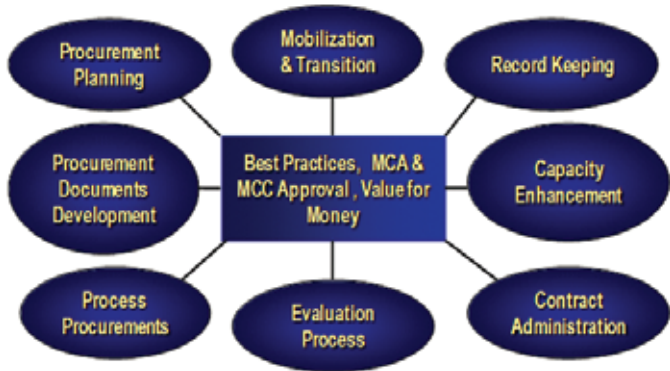 Procurement
Planning
Mobilization
& Transition
Record Keeping
Procurement
Documents
Development
Best Practices, MCA &
MCC Approval , Value for
Money
Capacity
Enhancement
Process
Procurements
Evaluation
Process
Contract
Administration